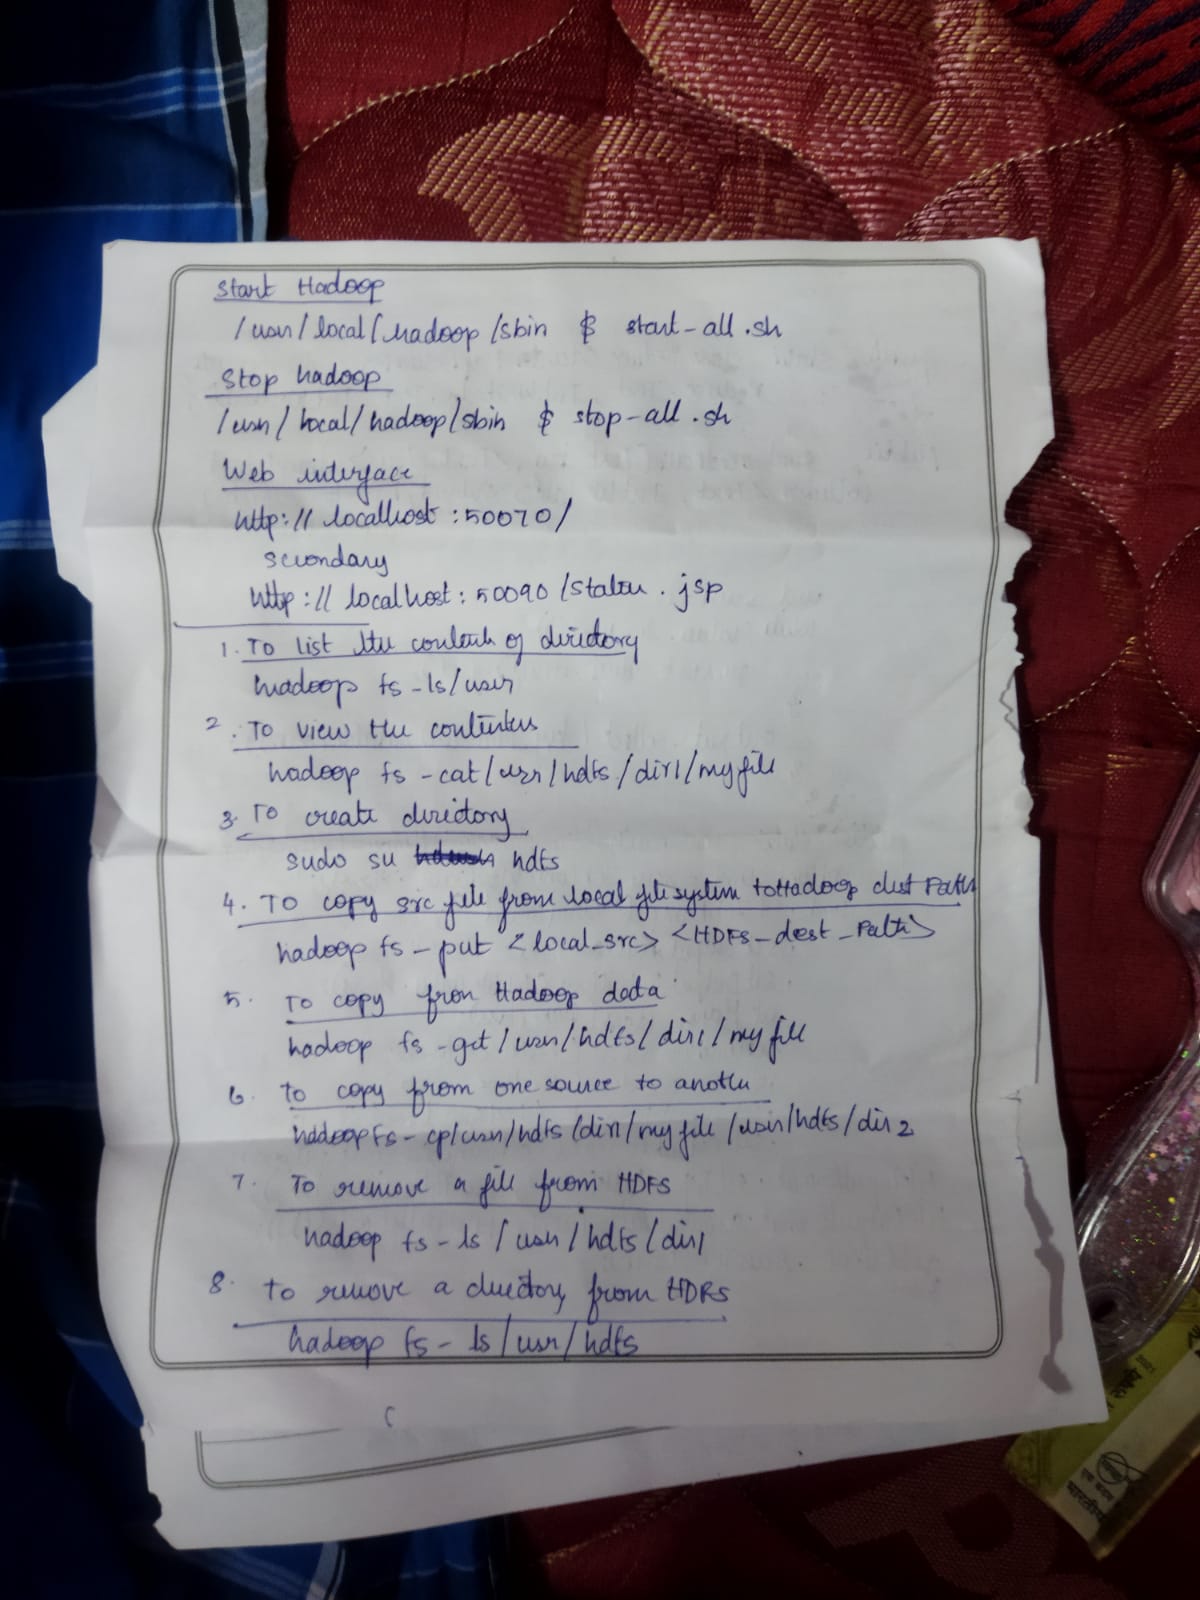 Start Hadoop
/usr/local/hadoop/sbin $ start-all.sh
Stop hadoop
/usr/local/hadoop/sbin $ stop-all.sh
Web interface
http://localhost:50070/
secondary
http://localhost:50090/status.jsp
1. To list the contents of directory
hadoop fs -ls/user
2. To view the contents
hadoop fs -cat/usr/hdfs/dir1/myfile
3. To create directory
sudo su hdfs
4. To copy src file from local file system to Hadoop dest Path
hadoop fs -put <local_src> <HDFS_dest_Path>
5. To copy from Hadoop data
hadoop fs -get/usr/hdfs/dir1/myfile
6. To copy from one source to
hadoop fs -cp/usr/hdfs/dir1/myfile /usr/hdfs/dir2
7. To remove a file from HDFS
hadoop fs -ls/usr/hdfs/dir1
8. To remove a directory from HDFS
hadoop fs -ls/usr/hdfs